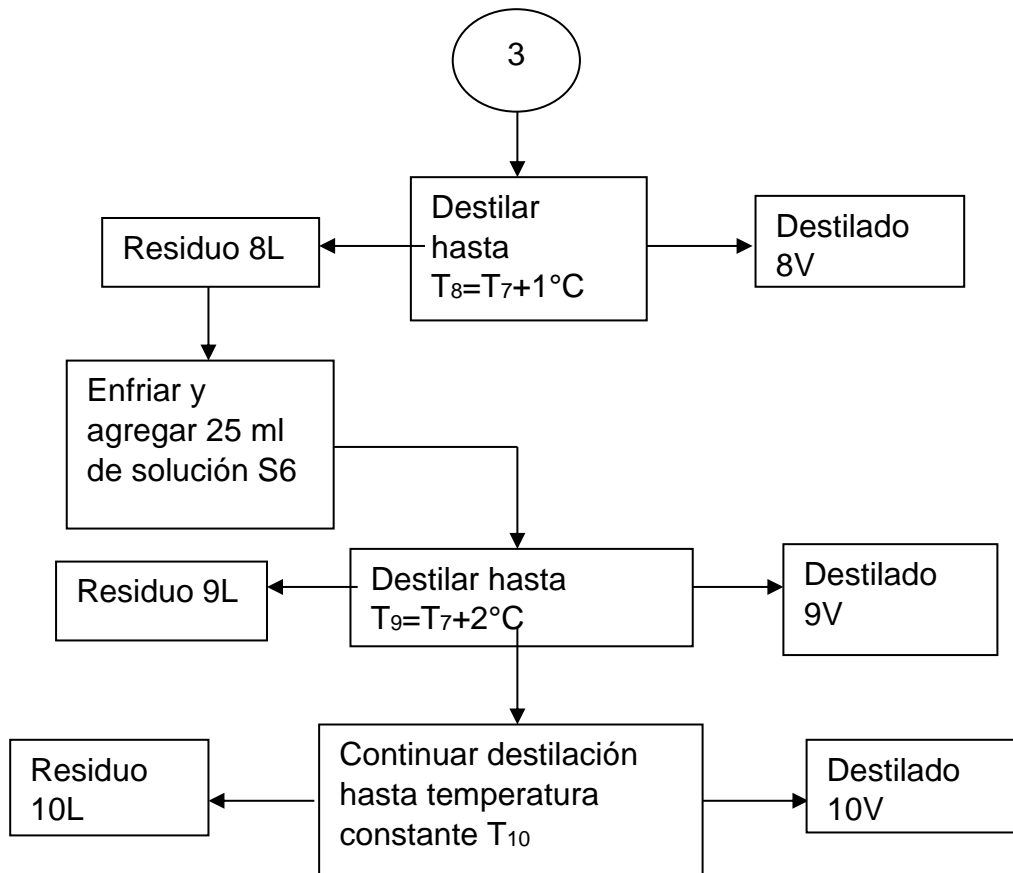 3
Destilar
hasta
T₈=T₇+1°C
Residuo 8L
Destilado
8V
Enfriar y
agregar 25 ml
de solución S6
Destilar hasta
T₉=T₇+2°C
Residuo 9L
Destilado
9V
Continuar destilación
hasta temperatura
constante T₁₀
Residuo
10L
Destilado
10V